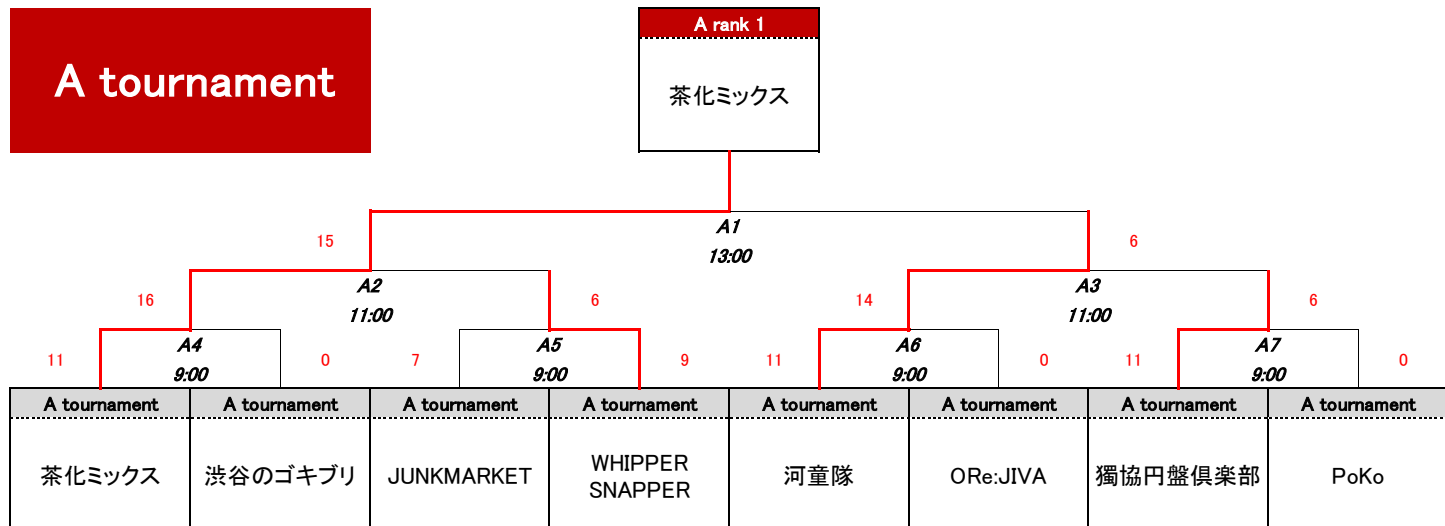 A tournament
A rank 1
茶化ミックス
A1
15 6
13:00
A2 A3
16 6 14 6
11:00 11:00
A4 A5 A6 A7
11 0 7 9 11 0 11 0
9:00 9:00 9:00 9:00
A tournament A tournament A tournament A tournament A tournament A tournament A tournament A tournament
茶化ミックス 渋谷のゴキブリ JUNKMARKET WHIPPER SNAPPER 河童隊 ORe:JIVA 獨協円盤倶楽部 PoKo